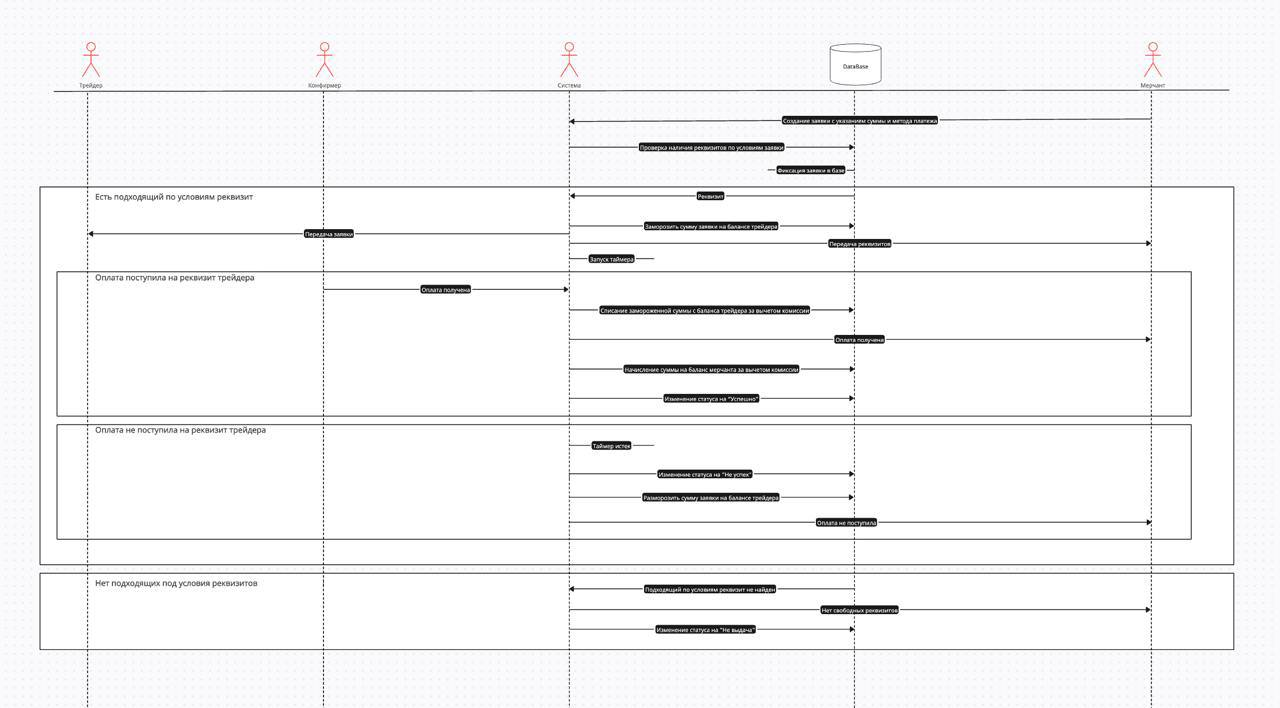 Трейдер
Конфирмер
Система
DataBase
Мерчант
Создание заявки с указанием суммы и метода платежа
Проверка наличия реквизитов по условиям заявки
Фиксация заявки в базе
Есть подходящий по условиям реквизит
Реквизит
Заморозить сумму заявки на балансе трейдера
Передача заявки
Передача реквизитов
Запуск таймера
Оплата поступила на реквизит трейдера
Оплата получена
Списание замороженной суммы с баланса трейдера за вычетом комиссии
Оплата получена
Начисление суммы на баланс мерчанта за вычетом комиссии
Изменение статуса на "Успешно"
Оплата не поступила на реквизит трейдера
Таймер истек
Изменение статуса на "Не успех"
Разморозить сумму заявки на балансе трейдера
Оплата не поступила
Нет подходящих под условия реквизитов
Подходящий по условиям реквизит не найден
Нет свободных реквизитов
Изменение статуса на "Не выдача"